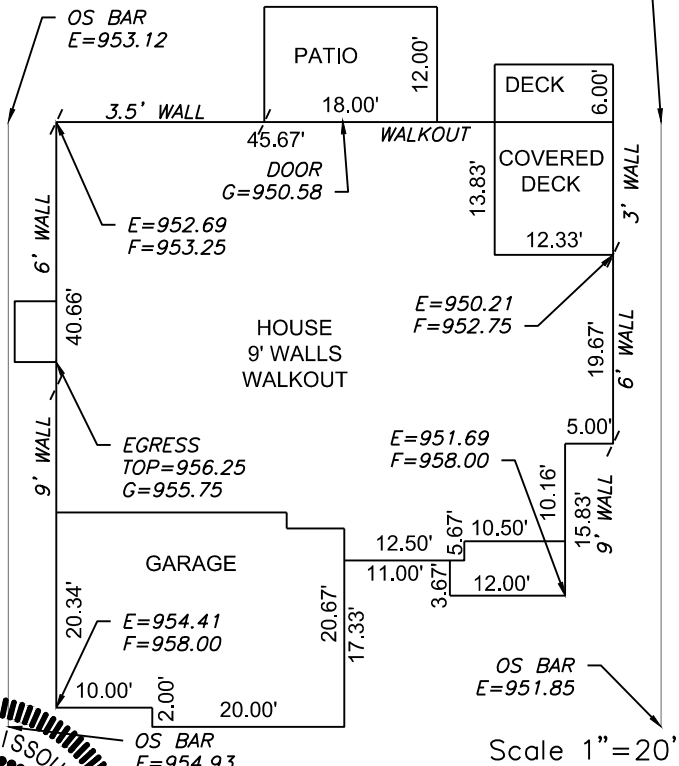 OS BAR
E=953.12
PATIO
12.00'
DECK
6.00'
3.5' WALL
18.00'
45.67'
WALKOUT
DOOR
G=950.58
COVERED
DECK
13.83'
12.33'
3' WALL
E=952.69
F=953.25
6' WALL
40.66'
E=950.21
F=952.75
HOUSE
9' WALLS
WALKOUT
19.67'
6' WALL
5.00'
EGRESS
TOP=956.25
G=955.75
9' WALL
E=951.69
F=958.00
10.16'
15.83'
9' WALL
12.50'
5.67'
10.50'
11.00'
3.67'
12.00'
GARAGE
20.34'
20.67'
17.33'
E=954.41
F=958.00
10.00'
2.00'
20.00'
OS BAR
E=951.85
OS BAR
E=954.93
Scale 1"=20'